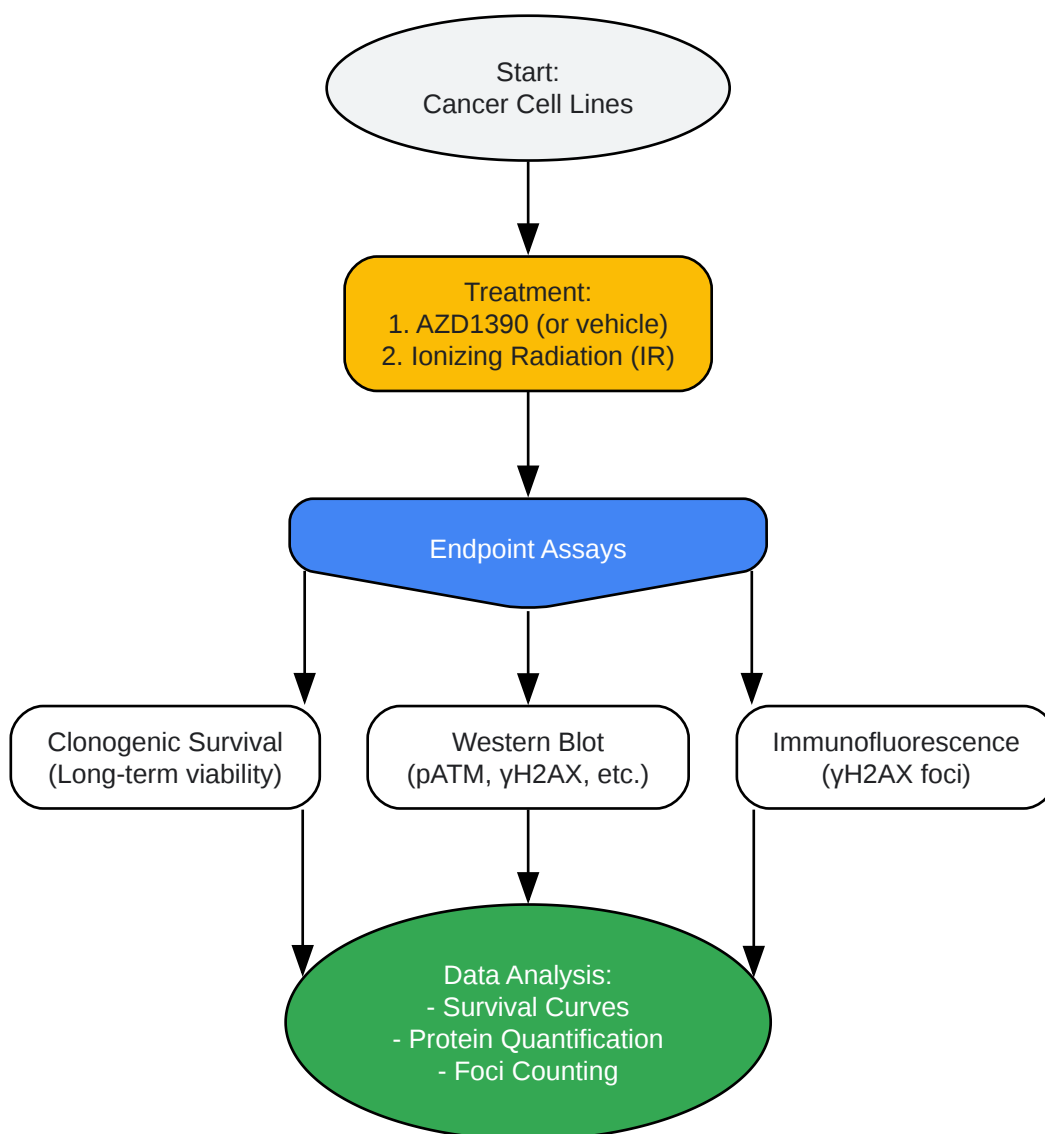 Start:
Cancer Cell Lines
Treatment:
1. AZD1390 (or vehicle)
2. Ionizing Radiation (IR)
Endpoint Assays
Clonogenic Survival
(Long-term viability)
Western Blot
(pATM, γH2AX, etc.)
Immunofluorescence
(γH2AX foci)
Data Analysis:
- Survival Curves
- Protein Quantification
- Foci Counting